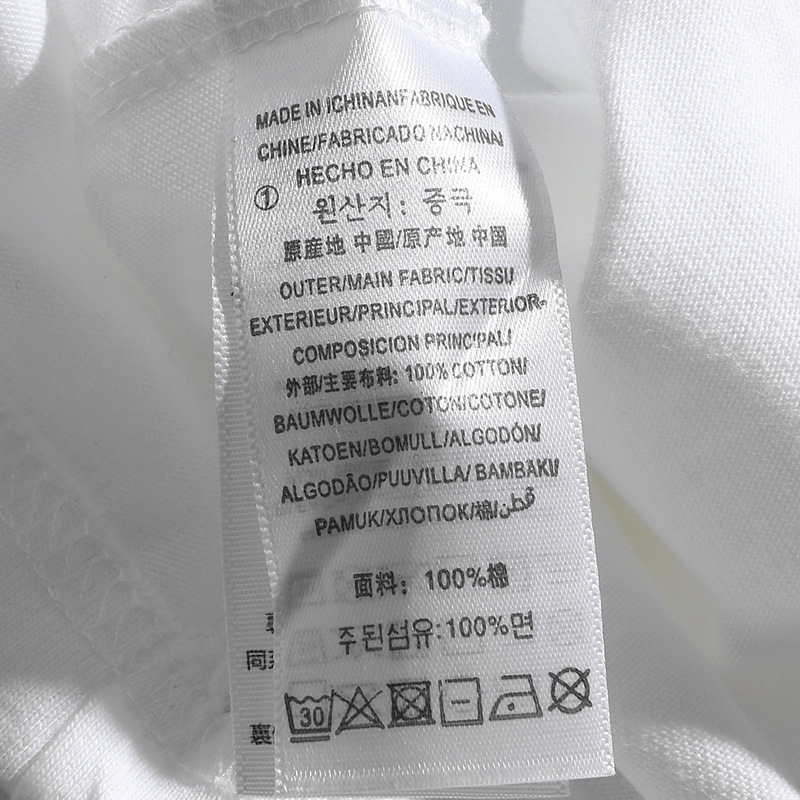 MADE IN ICHINANFABRIQUE EN
CHINE/FABRICADO NACHINA/
HECHO EN CHINA
① 원산지: 중국
原産地 中國/原产地 中国
OUTER/MAIN FABRIC/TISSU
EXTERIEUR/PRINCIPAL/EXTERIOR-
COMPOSICION PRINCIPAL/
外部/主要布料: 100% COTTON/
BAUMWOLLE/COTON/COTONE/
KATOEN/BOMULL/ALGODÓN/
ALGODÃO/PUUVILLA/ BAMBAKI/
PAMUK/ХЛОПОК/棉/قطن
面料: 100%棉
주된섬유:100%면
同
裏
30